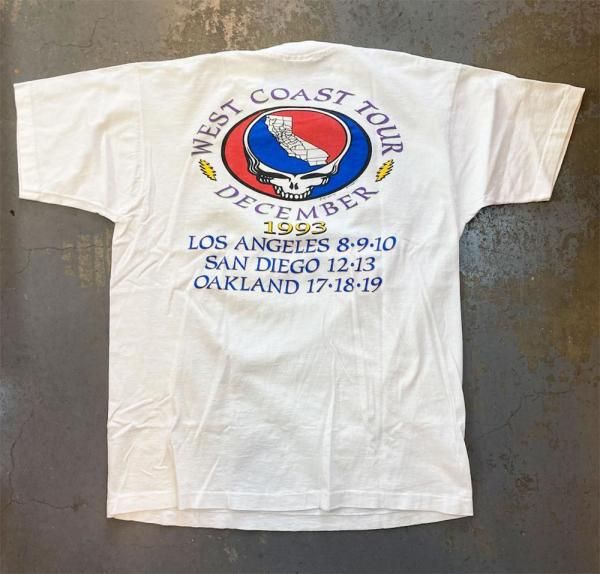 WEST COAST TOUR
DECEMBER
1993
LOS ANGELES 8•9•10
SAN DIEGO 12•13
OAKLAND 17•18•19